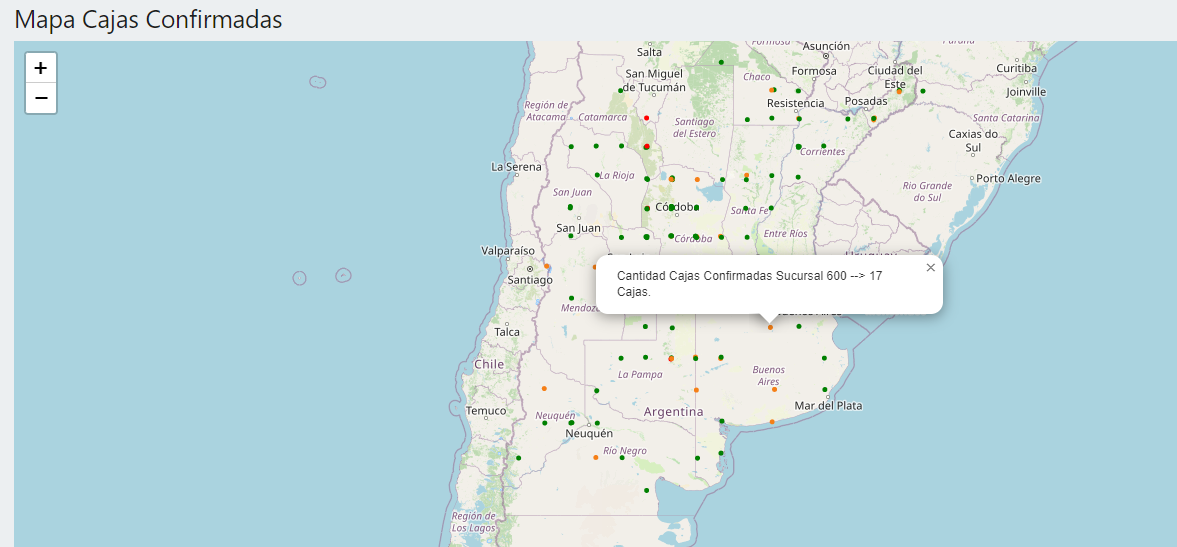 Mapa Cajas Confirmadas
+
−
Salta
Formosa
Asunción
San Miguel
de Tucumán
Chaco
Formosa
Ciudad del
Este
Curitiba
Joinville
Región de
Atacama
Catamarca
Santiago
del Estero
Resistencia
Posadas
Santa Catarina
Caxias do
Sul
La Serena
La Rioja
Corrientes
Porto Alegre
San Juan
Córdoba
Santa Fe
Rio Grande
do Sul
San Juan
Córdoba
Entre Ríos
Valparaíso
Santiago
Cantidad Cajas Confirmadas Sucursal 600 --> 17
Cajas.
×
Mendoza
Talca
Chile
La Pampa
Buenos
Aires
Temuco
Neuquén
Argentina
Mar del Plata
Neuquén
Río Negro
Región de
Los Lagos